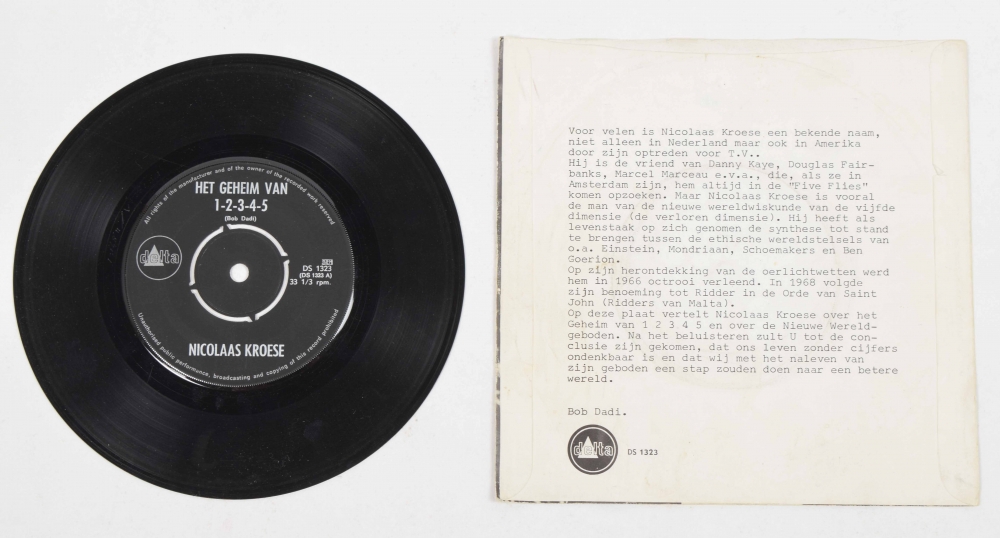 All rights of the manufacturer and of the owner of the recorded work reserved
HET GEHEIM VAN
1-2-3-4-5
(Bob Dadi)
delta
DS 1323
(DS 1323 A)
33 1/3 rpm.
NICOLAAS KROESE
Unauthorised public performance, broadcasting and copying of this record prohibited
Voor velen is Nicolaas Kroese een bekende naam,
niet alleen in Nederland maar ook in Amerika
door zijn optreden voor T.V..
Hij is de vriend van Danny Kaye, Douglas Fair-
banks, Marcel Marceau e.v.a., die, als ze in
Amsterdam zijn, hem altijd in de "Five Flies"
komen opzoeken. Maar Nicolaas Kroese is vooral
de man van de nieuwe wereldwiskunde van de vijfde
dimensie (de verloren dimensie). Hij heeft als
levenstaak op zich genomen de synthese tot stand
te brengen tussen de ethische wereldstelsels van
o.a. Einstein, Mondriaan, Schoemakers en Ben
Goerion.
Op zijn herontdekking van de oerlichtwetten werd
hem in 1966 octrooi verleend. In 1968 volgde
zijn benoeming tot Ridder in de Orde van Saint
John (Ridders van Malta).
Op deze plaat vertelt Nicolaas Kroese over het
Geheim van 1 2 3 4 5 en over de Nieuwe Wereld-
geboden. Na het beluisteren zult U tot de con-
clusie zijn gekomen, dat ons leven zonder cijfers
ondenkbaar is en dat wij met het naleven van
zijn geboden een stap zouden doen naar een betere
wereld.
Bob Dadi.
delta
DS 1323